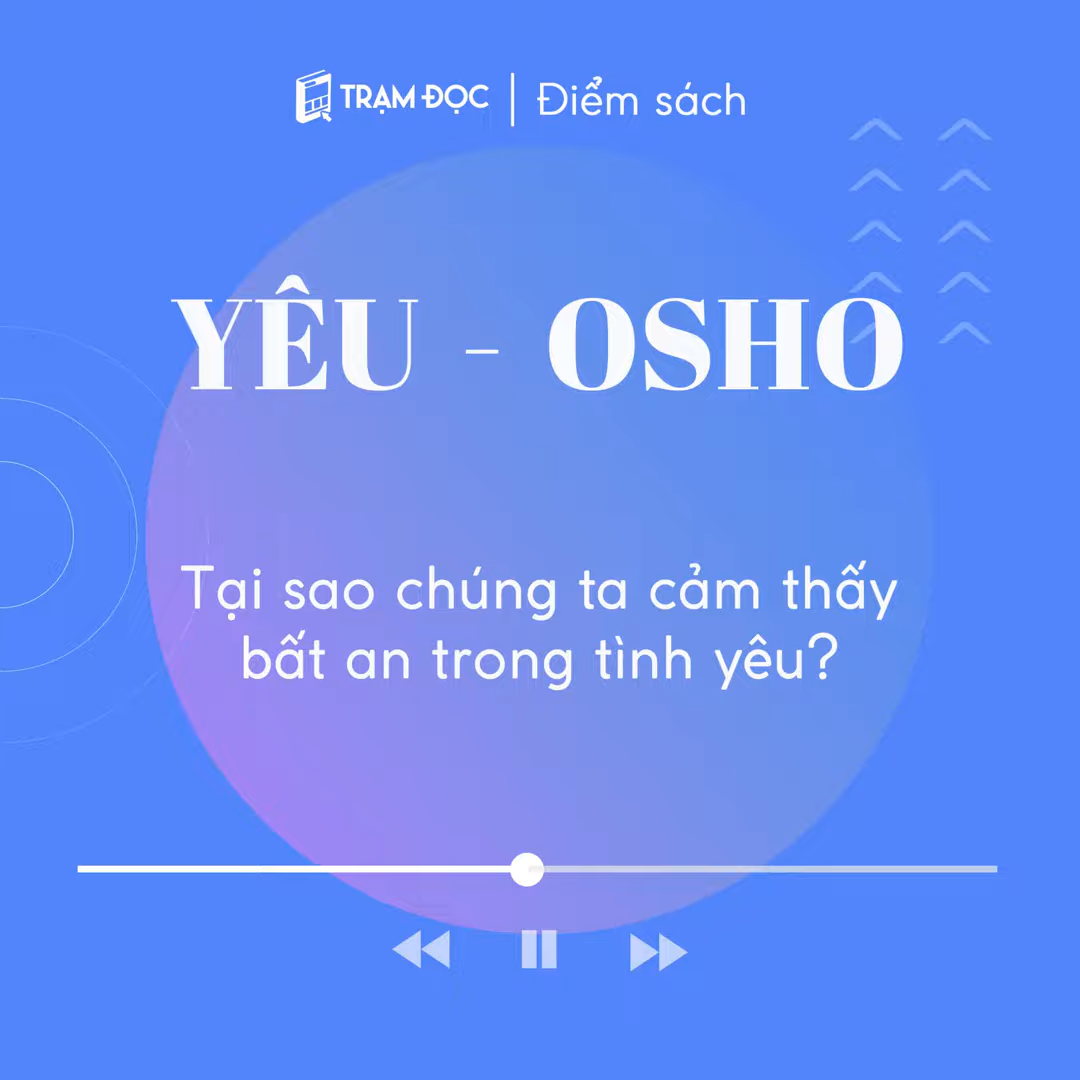 TRẠM ĐỌC | Điểm sách
YÊU - OSHO
Tại sao chúng ta cảm thấy
bất an trong tình yêu?